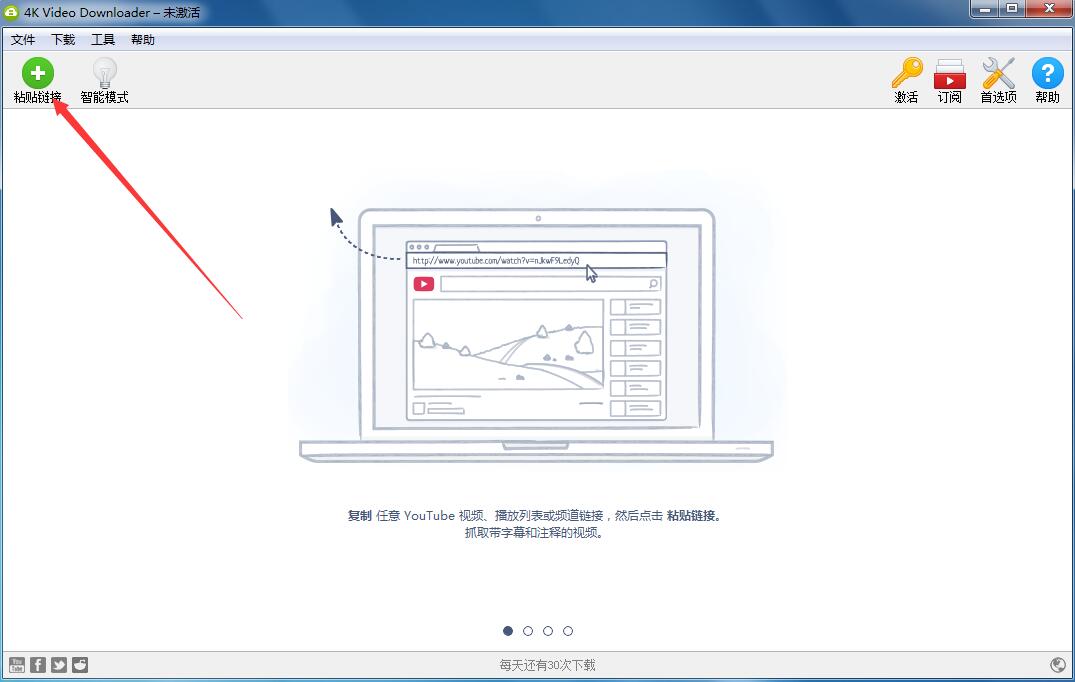 4K Video Downloader – 未激活
文件 下载 工具 帮助
粘贴链接 智能模式 激活 订阅 首选项 帮助
http://www.youtube.com/watch?v=nJkwF9LedyQ
复制 任意 YouTube 视频、播放列表或频道链接，然后点击 粘贴链接。
抓取带字幕和注释的视频。
You Tube
每天还有30次下载